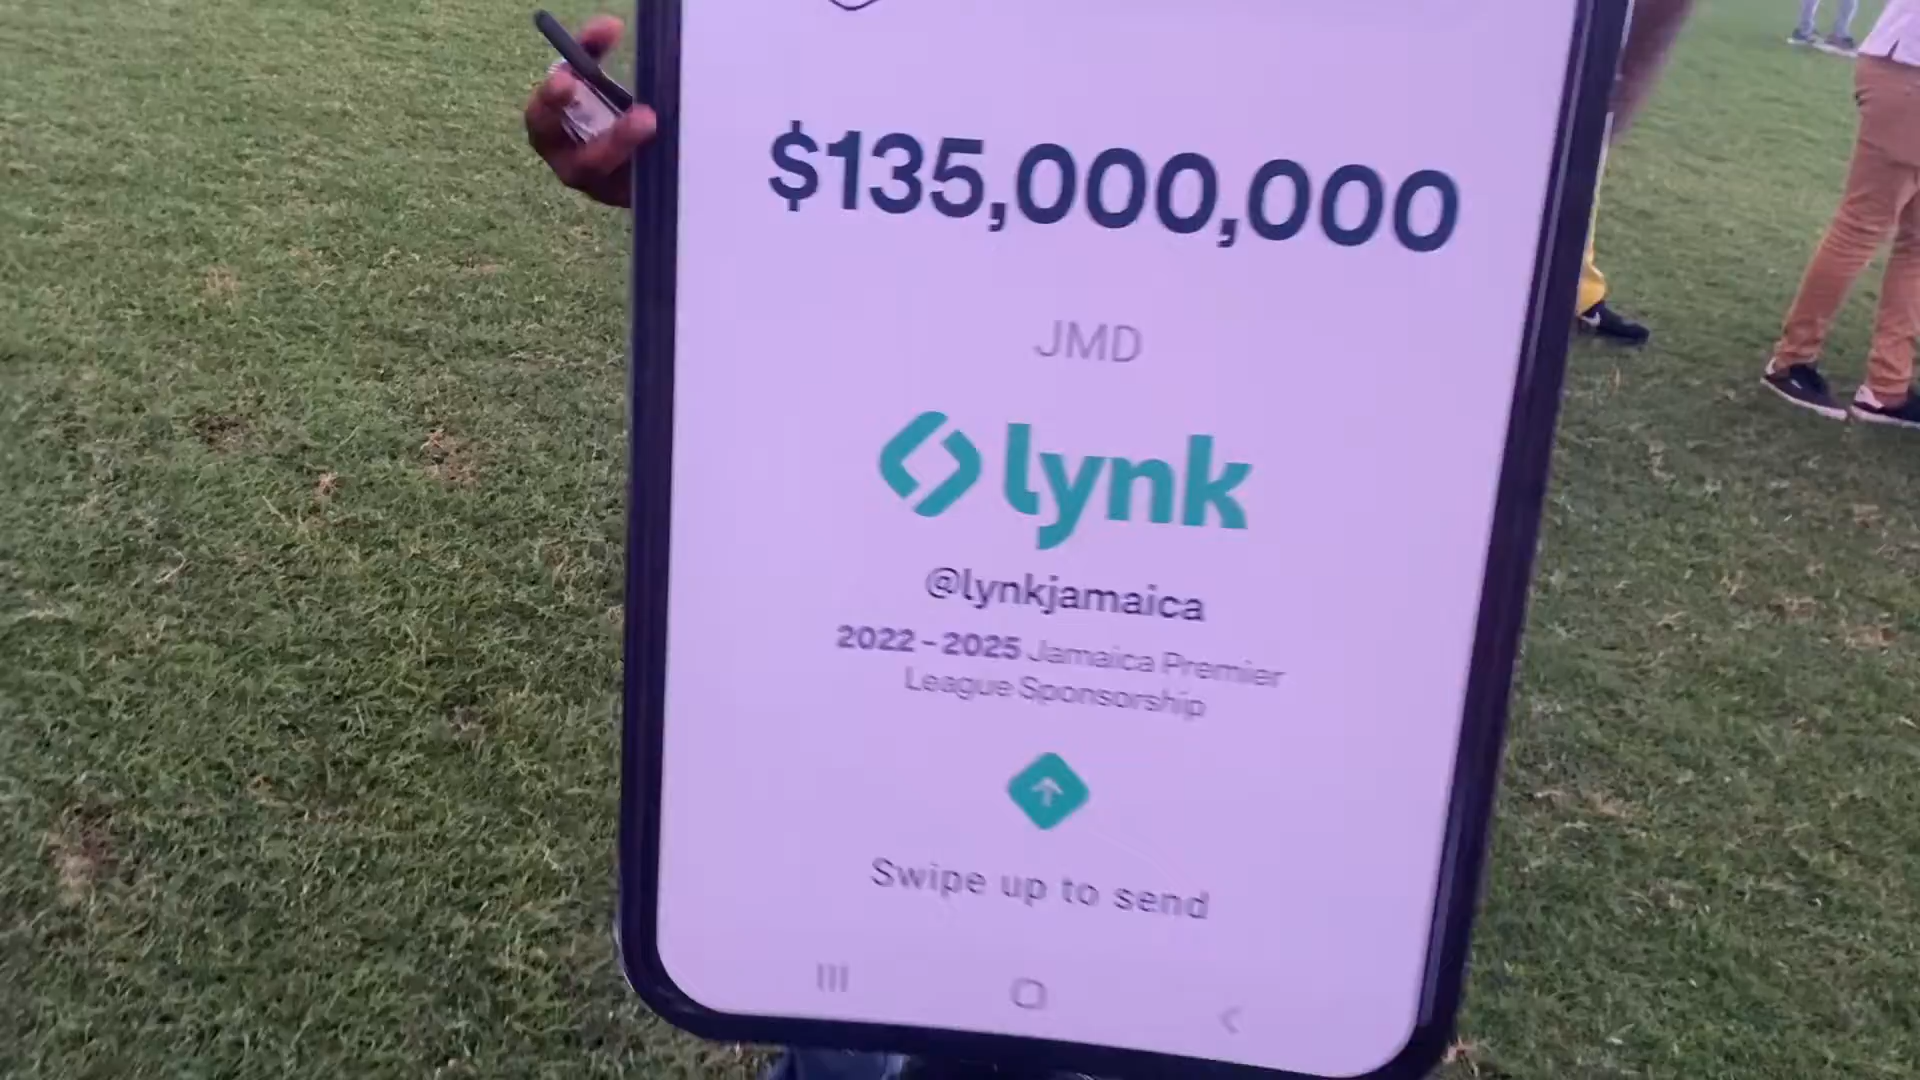 $135,000,000
JMD
lynk
@lynkjamaica
2022 - 2025 Jamaica Premier
League Sponsorship
Swipe up to send